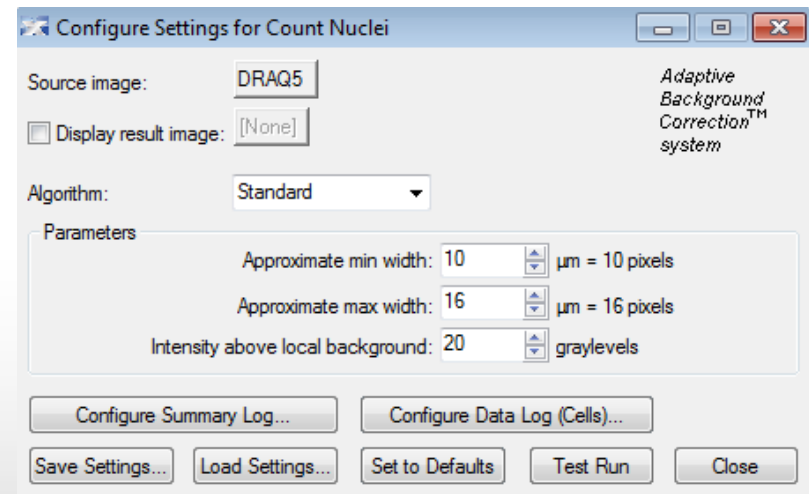 Configure Settings for Count Nuclei
Source image: DRAQ5
Display result image: [None]
Adaptive
Background
Correction™
system
Algorithm: Standard
Parameters
Approximate min width: 10 µm = 10 pixels
Approximate max width: 16 µm = 16 pixels
Intensity above local background: 20 graylevels
Configure Summary Log... Configure Data Log (Cells)...
Save Settings... Load Settings... Set to Defaults Test Run Close